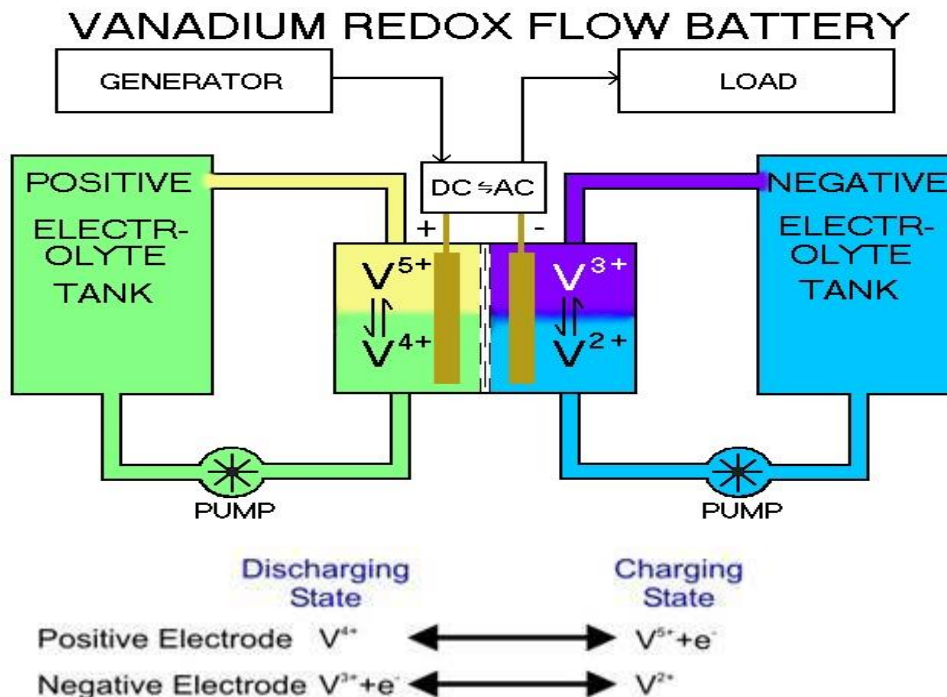 VANADIUM REDOX FLOW BATTERY
GENERATOR
LOAD
DC ⇋ AC
+ -
POSITIVE
ELECTR-
OLYTE
TANK
V⁵⁺
V⁴⁺
V³⁺
V²⁺
NEGATIVE
ELECTR-
OLYTE
TANK
PUMP
PUMP
Discharging
State
Charging
State
Positive Electrode V⁴⁺ V⁵⁺+e⁻
Negative Electrode V³⁺+e⁻ V²⁺